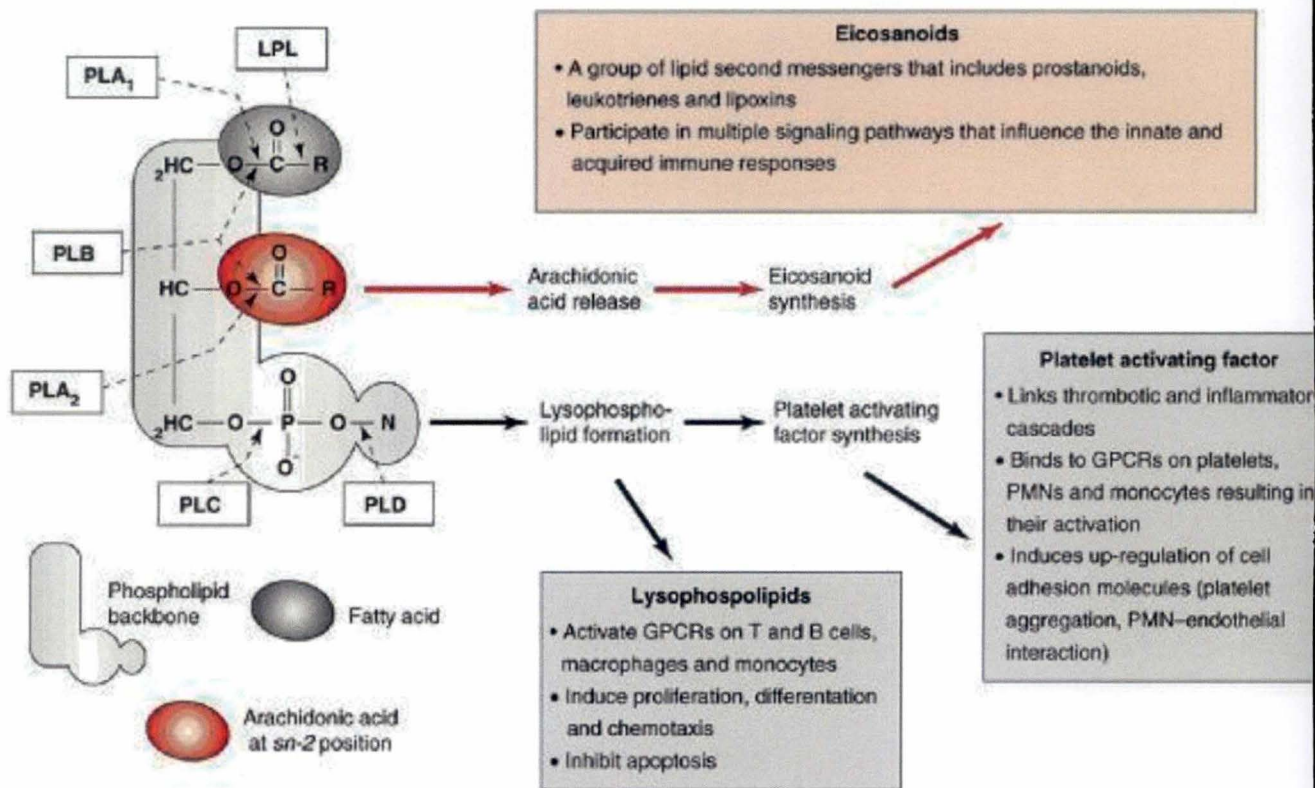 LPL
PLA₁
O
₂HC—O—C—R
PLB
O
HC—O—C—R
PLA₂
O
₂HC—O—P—O—N
O⁻
PLC
PLD
Arachidonic
acid release
Eicosanoid
synthesis
Lysophospho-
lipid formation
Platelet activating
factor synthesis
Eicosanoids
• A group of lipid second messengers that includes prostanoids,
leukotrienes and lipoxins
• Participate in multiple signaling pathways that influence the innate and
acquired immune responses
Platelet activating factor
• Links thrombotic and inflammator
cascades
• Binds to GPCRs on platelets,
PMNs and monocytes resulting in
their activation
• Induces up-regulation of cell
adhesion molecules (platelet
aggregation, PMN–endothelial
interaction)
Lysophospolipids
• Activate GPCRs on T and B cells,
macrophages and monocytes
• Induce proliferation, differentation
and chemotaxis
• Inhibit apoptosis
Phospholipid
backbone
Fatty acid
Arachidonic acid
at sn-2 position